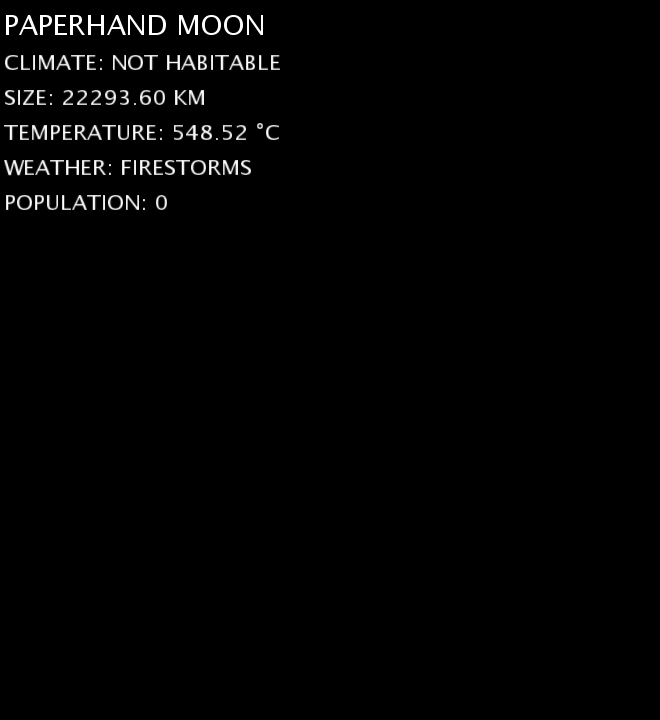 PAPERHAND MOON
CLIMATE: NOT HABITABLE
SIZE: 22293.60 KM
TEMPERATURE: 548.52 °C
WEATHER: FIRESTORMS
POPULATION: 0